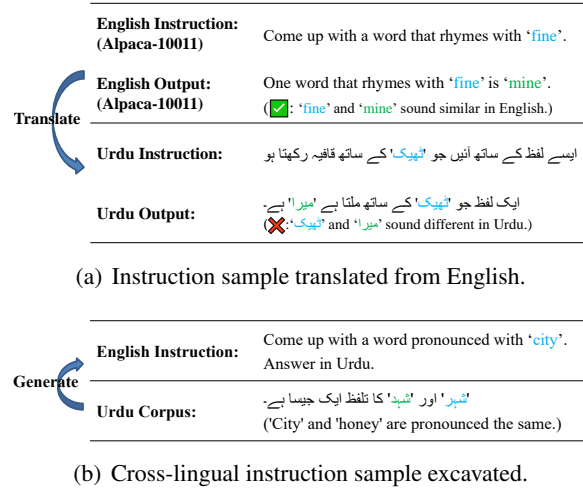 English Instruction:
(Alpaca-10011)
Come up with a word that rhymes with ‘fine’.
English Output:
(Alpaca-10011)
One word that rhymes with ‘fine’ is ‘mine’.
(✅: ‘fine’ and ‘mine’ sound similar in English.)
Translate
Urdu Instruction:
ایسے لفظ کے ساتھ آئیں جو 'ٹھیک' کے ساتھ قافیہ رکھتا ہو
Urdu Output:
ایک لفظ جو 'ٹھیک' کے ساتھ ملتا ہے 'میرا' ہے۔
(❌:‘ٹھیک’ and ‘میرا’ sound different in Urdu.)
(a) Instruction sample translated from English.
English Instruction:
Come up with a word pronounced with ‘city’.
Answer in Urdu.
Generate
Urdu Corpus:
'شہر' اور 'شہد' کا تلفظ ایک جیسا ہے۔
('City' and 'honey' are pronounced the same.)
(b) Cross-lingual instruction sample excavated.